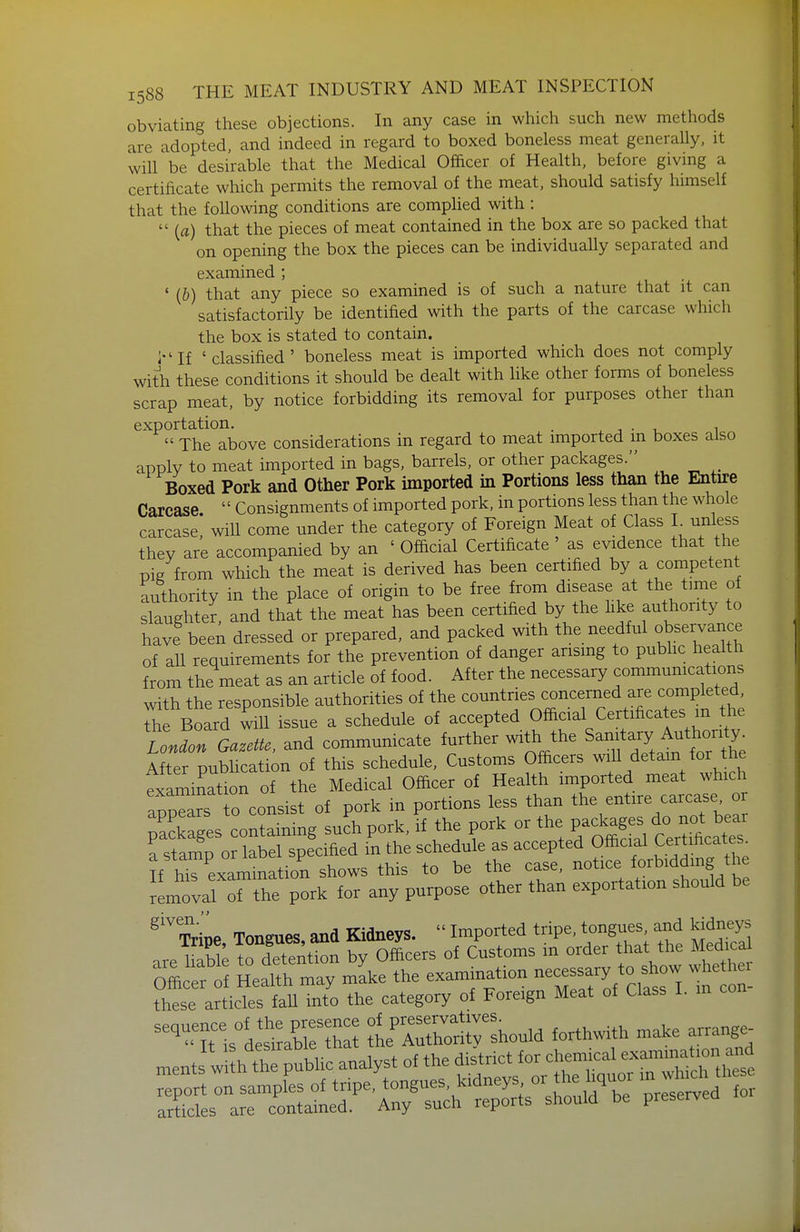 1588 THE MEAT INDUSTRY AND MEAT INSPECTION
obviating these objections. In any case in which such new methods
are adopted, and indeed in regard to boxed boneless meat generally, it
will be desirable that the Medical Officer of Health, before giving a
certificate which permits the removal of the meat, should satisfy himself
that the following conditions are complied with :
“ (a) that the pieces of meat contained in the box are so packed that
on opening the box the pieces can be individually separated and
examined ;
‘ (b) that any piece so examined is of such a nature that it can
satisfactorily be identified with the parts of the carcase which
the box is stated to contain.
“ If ‘ classified ’ boneless meat is imported which does not comply
with these conditions it should be dealt with like other forms of boneless
scrap meat, by notice forbidding its removal for purposes other than
exportation.
“ The above considerations in regard to meat imported in boxes also
apply to meat imported in bags, barrels, or other packages.”
Boxed Pork and Other Pork imported in Portions less than the Entire
Carcase. “ Consignments of imported pork, in portions less than the whole
carcase, will come under the category of Foreign Meat of Class I. unless
they are accompanied by an ‘ Official Certificate ’ as evidence that the
pig from which the meat is derived has been certified by a competent
authority in the place of origin to be free from disease at the time of
slaughter, and that the meat has been certified by the like authority to
have been dressed or prepared, and packed with the needful observance
of all requirements for the prevention of danger arising to public health
from the meat as an article of food. After the necessary communications
with the responsible authorities of the countries concerned are completed,
the Board will issue a schedule of accepted Official Certificates in the
London Gazette, and communicate further with the Sanitary Authority.
After publication of this schedule, Customs Officers will detain for the
examination of the Medical Officer of Health imported meat which
appears to consist of pork in portions less than the entire carcase, or
packages containing such pork, if the pork or the packages do not bear
a stamp or label specified in the schedule as accepted Official Certificates.
If his examination shows this to be the case, notice forbidding the
removal of the pork for any purpose other than exportation should be
given.”
Tripe, Tongues, and Kidneys. “ Imported tripe, tongues, and kidneys
are liable to detention by Officers of Customs in order that the Medical
Officer of Health may make the examination necessary to show whether
these articles fall into the category of Foreign Meat of Class I. in con-
sequence of the presence of preservatives.
“ It is desirable that the Authority should forthwith make arrange-
ments with the public analyst of the district for chemical examination and
report on samples of tripe, tongues, kidneys, or the liquor in which these
articles are contained. Any such reports should be preserved for